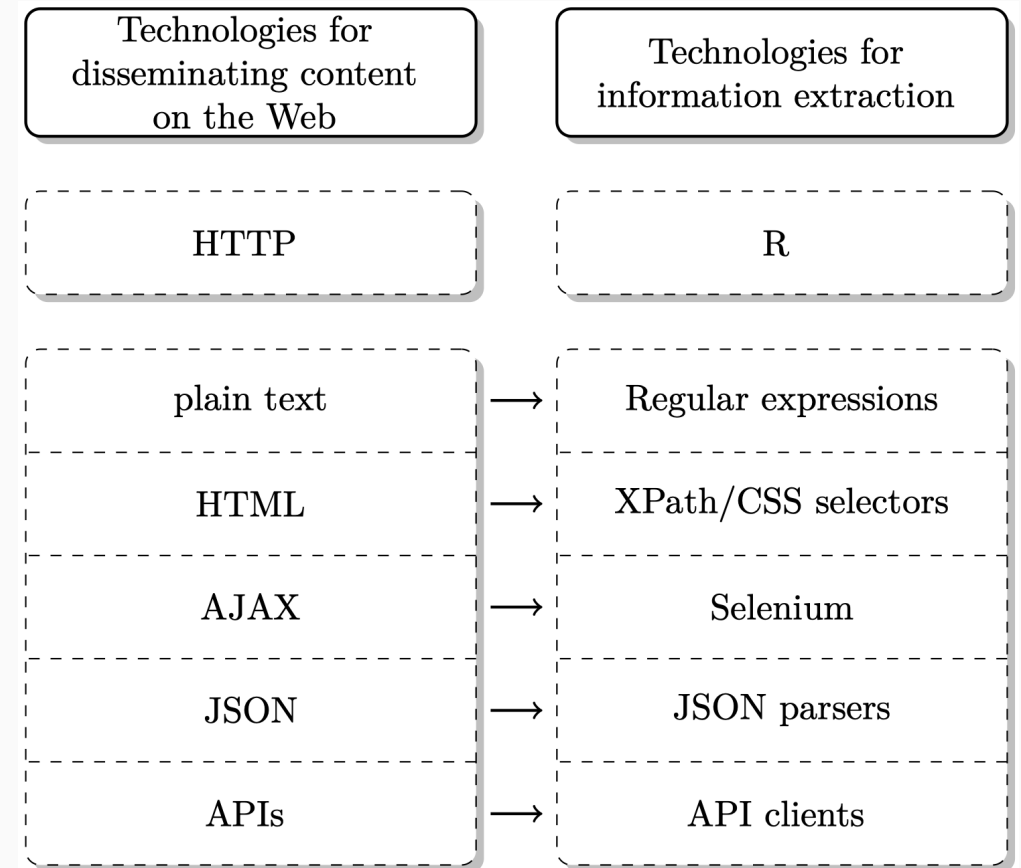 Technologies for
disseminating content
on the Web
Technologies for
information extraction
HTTP
R
plain text
Regular expressions
HTML
XPath/CSS selectors
AJAX
Selenium
JSON
JSON parsers
APIs
API clients